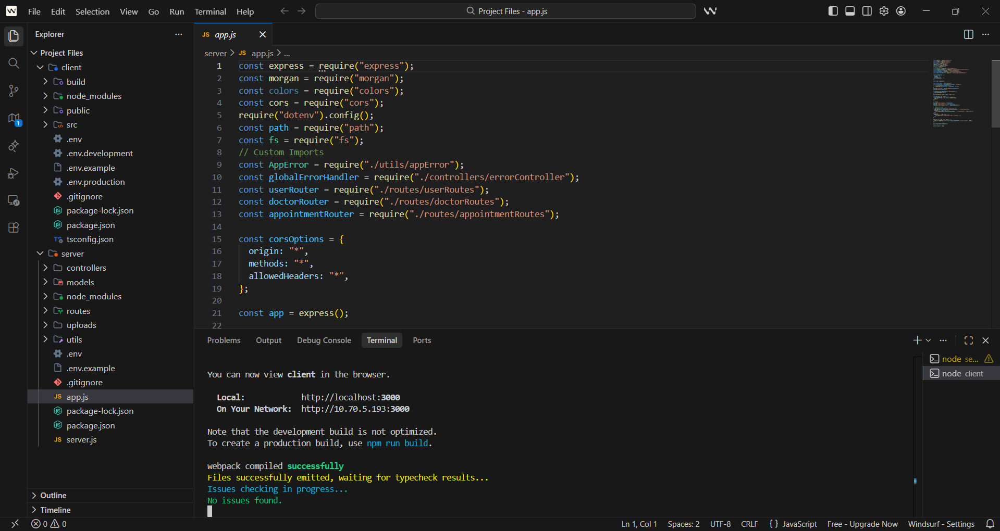 File Edit Selection View Go Run Terminal Help
Project Files - app.js
Explorer
Project Files
client
build
node_modules
public
src
.env
.env.development
.env.example
.env.production
.gitignore
package-lock.json
package.json
tsconfig.json
server
controllers
models
node_modules
routes
uploads
utils
.env
.env.example
.gitignore
JS app.js
package-lock.json
package.json
JS server.js
Outline
Timeline
1
JS app.js
server > JS app.js > ...
1 const express = require("express");
2 const morgan = require("morgan");
3 const colors = require("colors");
4 const cors = require("cors");
5 require("dotenv").config();
6 const path = require("path");
7 const fs = require("fs");
8 // Custom Imports
9 const AppError = require("./utils/appError");
10 const globalErrorHandler = require("./controllers/errorController");
11 const userRouter = require("./routes/userRoutes");
12 const doctorRouter = require("./routes/doctorRoutes");
13 const appointmentRouter = require("./routes/appointmentRoutes");
14
15 const corsOptions = {
16 origin: "*",
17 methods: "*",
18 allowedHeaders: "*",
19 };
20
21 const app = express();
22
Problems Output Debug Console Terminal Ports
You can now view client in the browser.
Local: http://localhost:3000
On Your Network: http://10.70.5.193:3000
Note that the development build is not optimized.
To create a production build, use npm run build.
webpack compiled successfully
Files successfully emitted, waiting for typecheck results...
Issues checking in progress...
No issues found.
node se...
node client
0 0
Ln 1, Col 1 Spaces: 2 UTF-8 CRLF { } JavaScript Free - Upgrade Now Windsurf - Settings